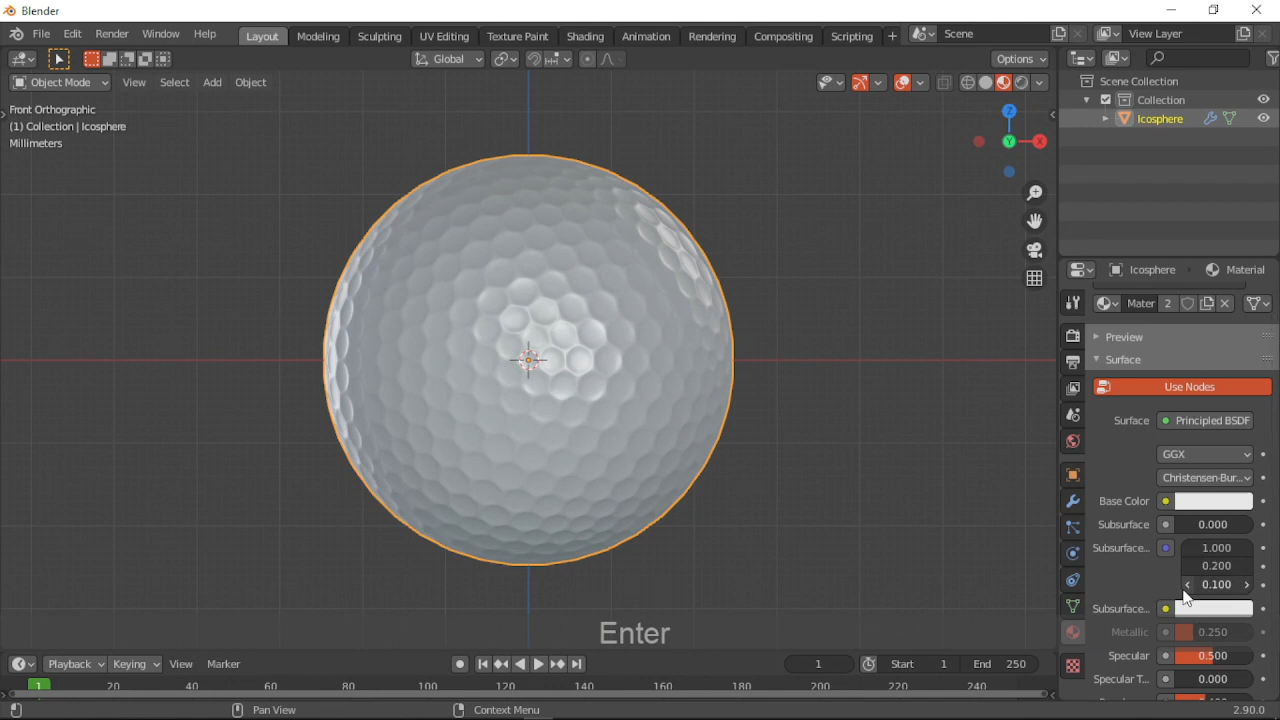 Blender
File Edit Render Window Help Layout Modeling Sculpting UV Editing Texture Paint Shading Animation Rendering Compositing Scripting + Scene View Layer
Global Options
Object Mode View Select Add Object
Scene Collection
Collection
Icosphere
Front Orthographic
(1) Collection | Icosphere
Millimeters
Z
X
Y
Icosphere Material
Mater 2
Preview
Surface
Use Nodes
Surface Principled BSDF
GGX
Christensen-Bur...
Base Color
Subsurface 0.000
Subsurface... 1.000
0.200
0.100
Subsurface...
Metallic 0.250
Specular 0.500
Specular T... 0.000
Enter
Playback Keying View Marker 1 Start 1 End 250
1 20 40 60 80 100 120 140 160 180 200 220 240
Pan View Context Menu 2.90.0